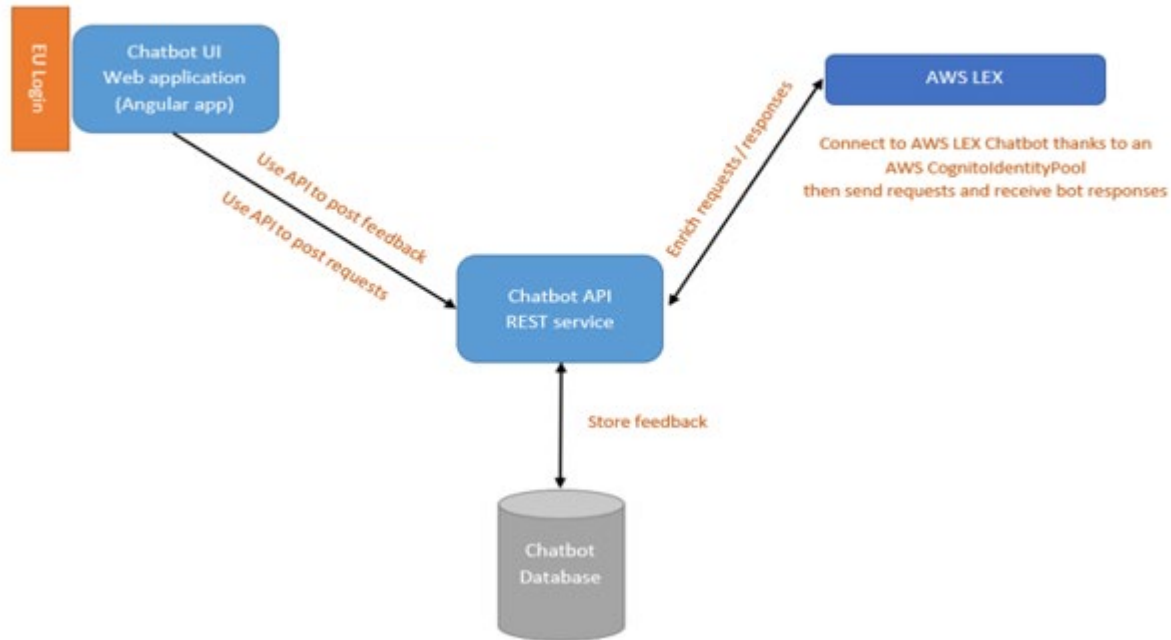 EU Login
Chatbot UI
Web application
(Angular app)
AWS LEX
Connect to AWS LEX Chatbot thanks to an
AWS CognitoIdentityPool
then send requests and receive bot responses
Use API to post feedback
Use API to post requests
Enrich requests / responses
Chatbot API
REST service
Store feedback
Chatbot
Database